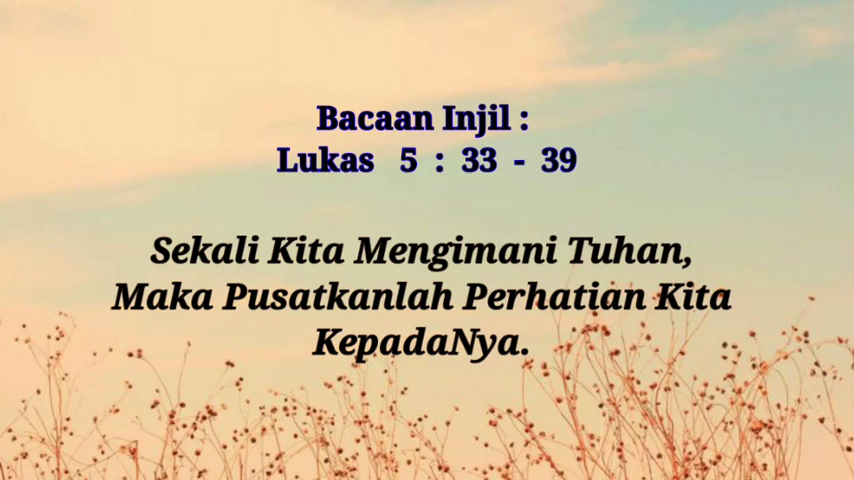 Bacaan Injil :
Lukas 5 : 33 - 39
Sekali Kita Mengimani Tuhan,
Maka Pusatkanlah Perhatian Kita
KepadaNya.